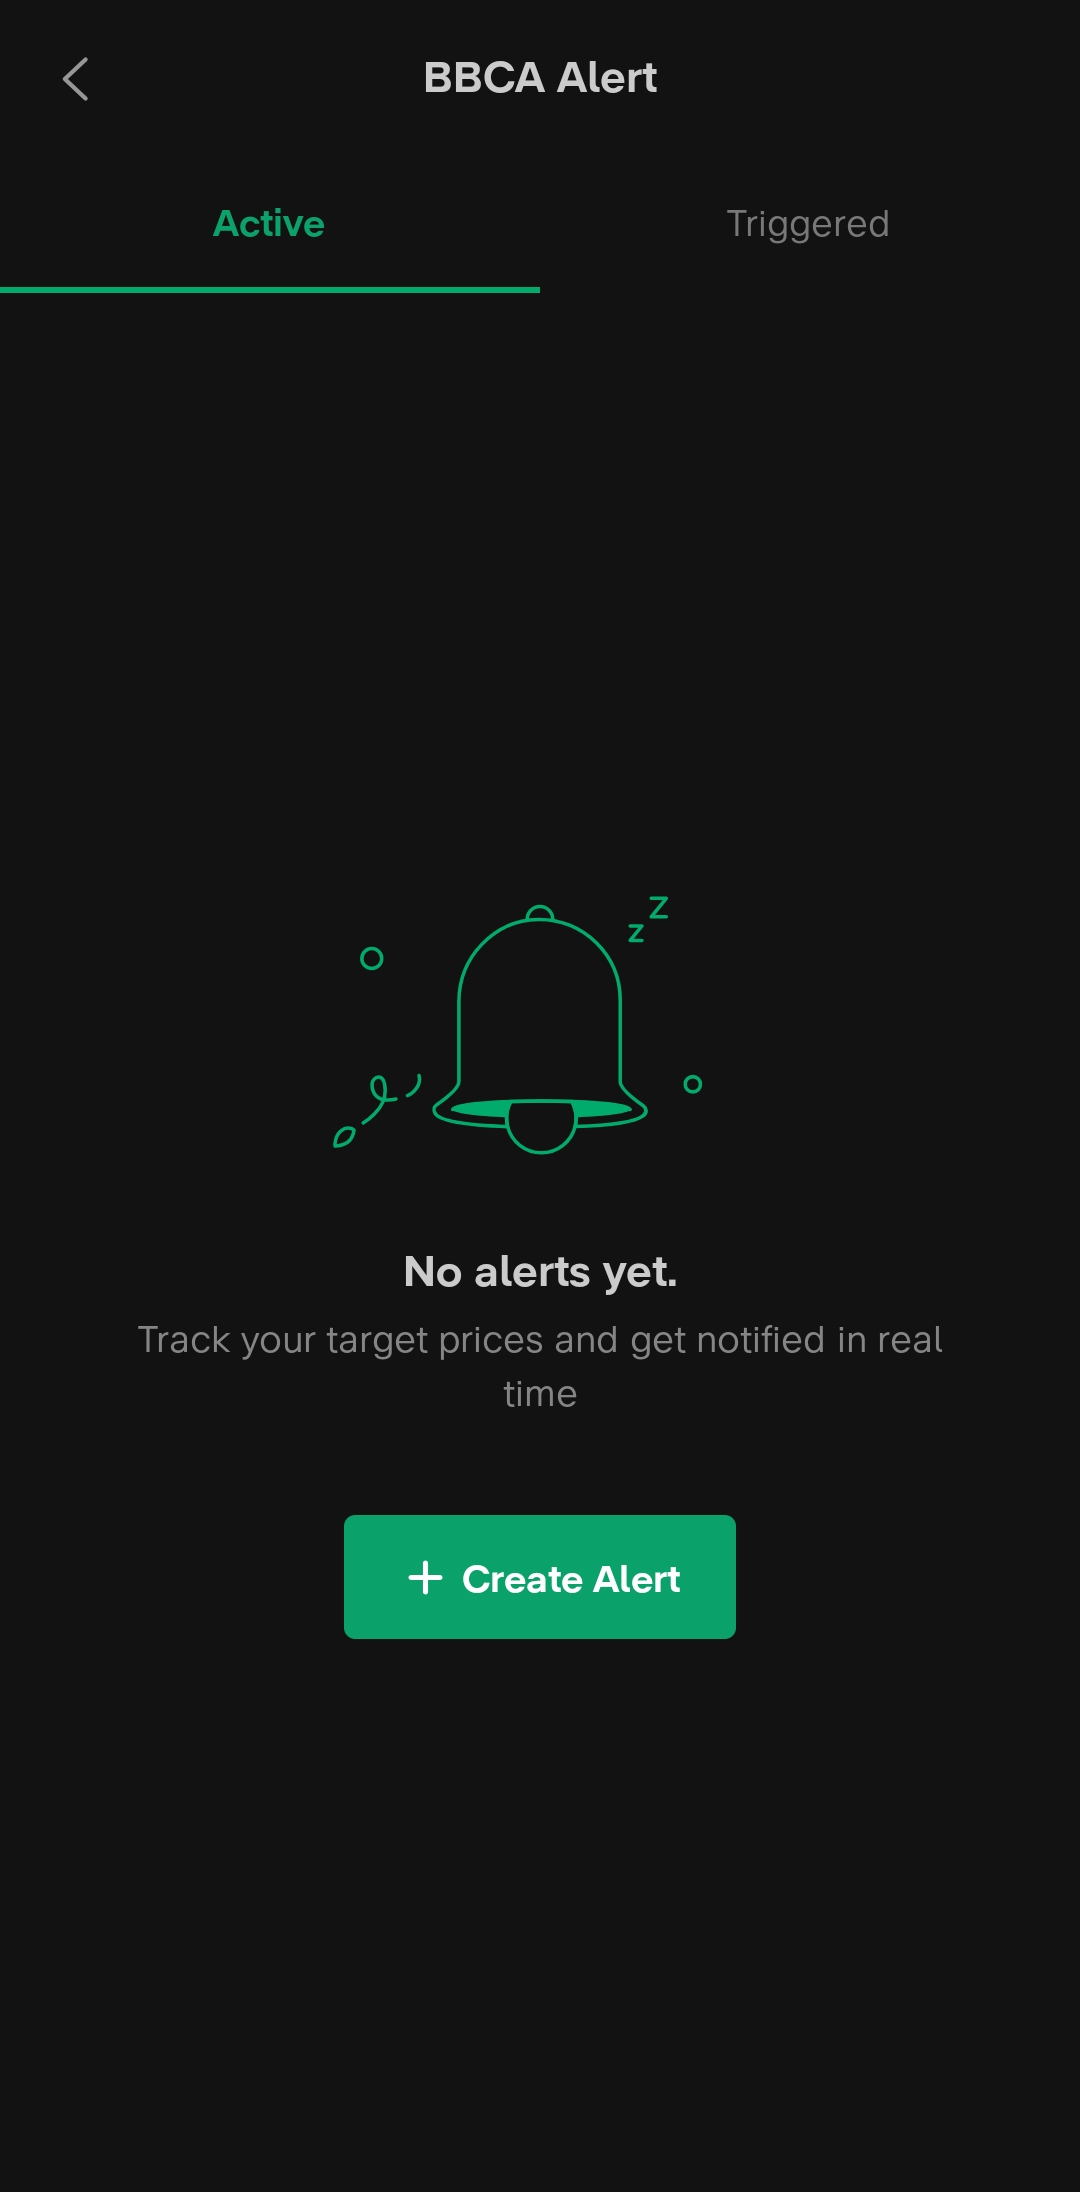 BBCA Alert
Active
Triggered
z Z
No alerts yet.
Track your target prices and get notified in real
time
Create Alert